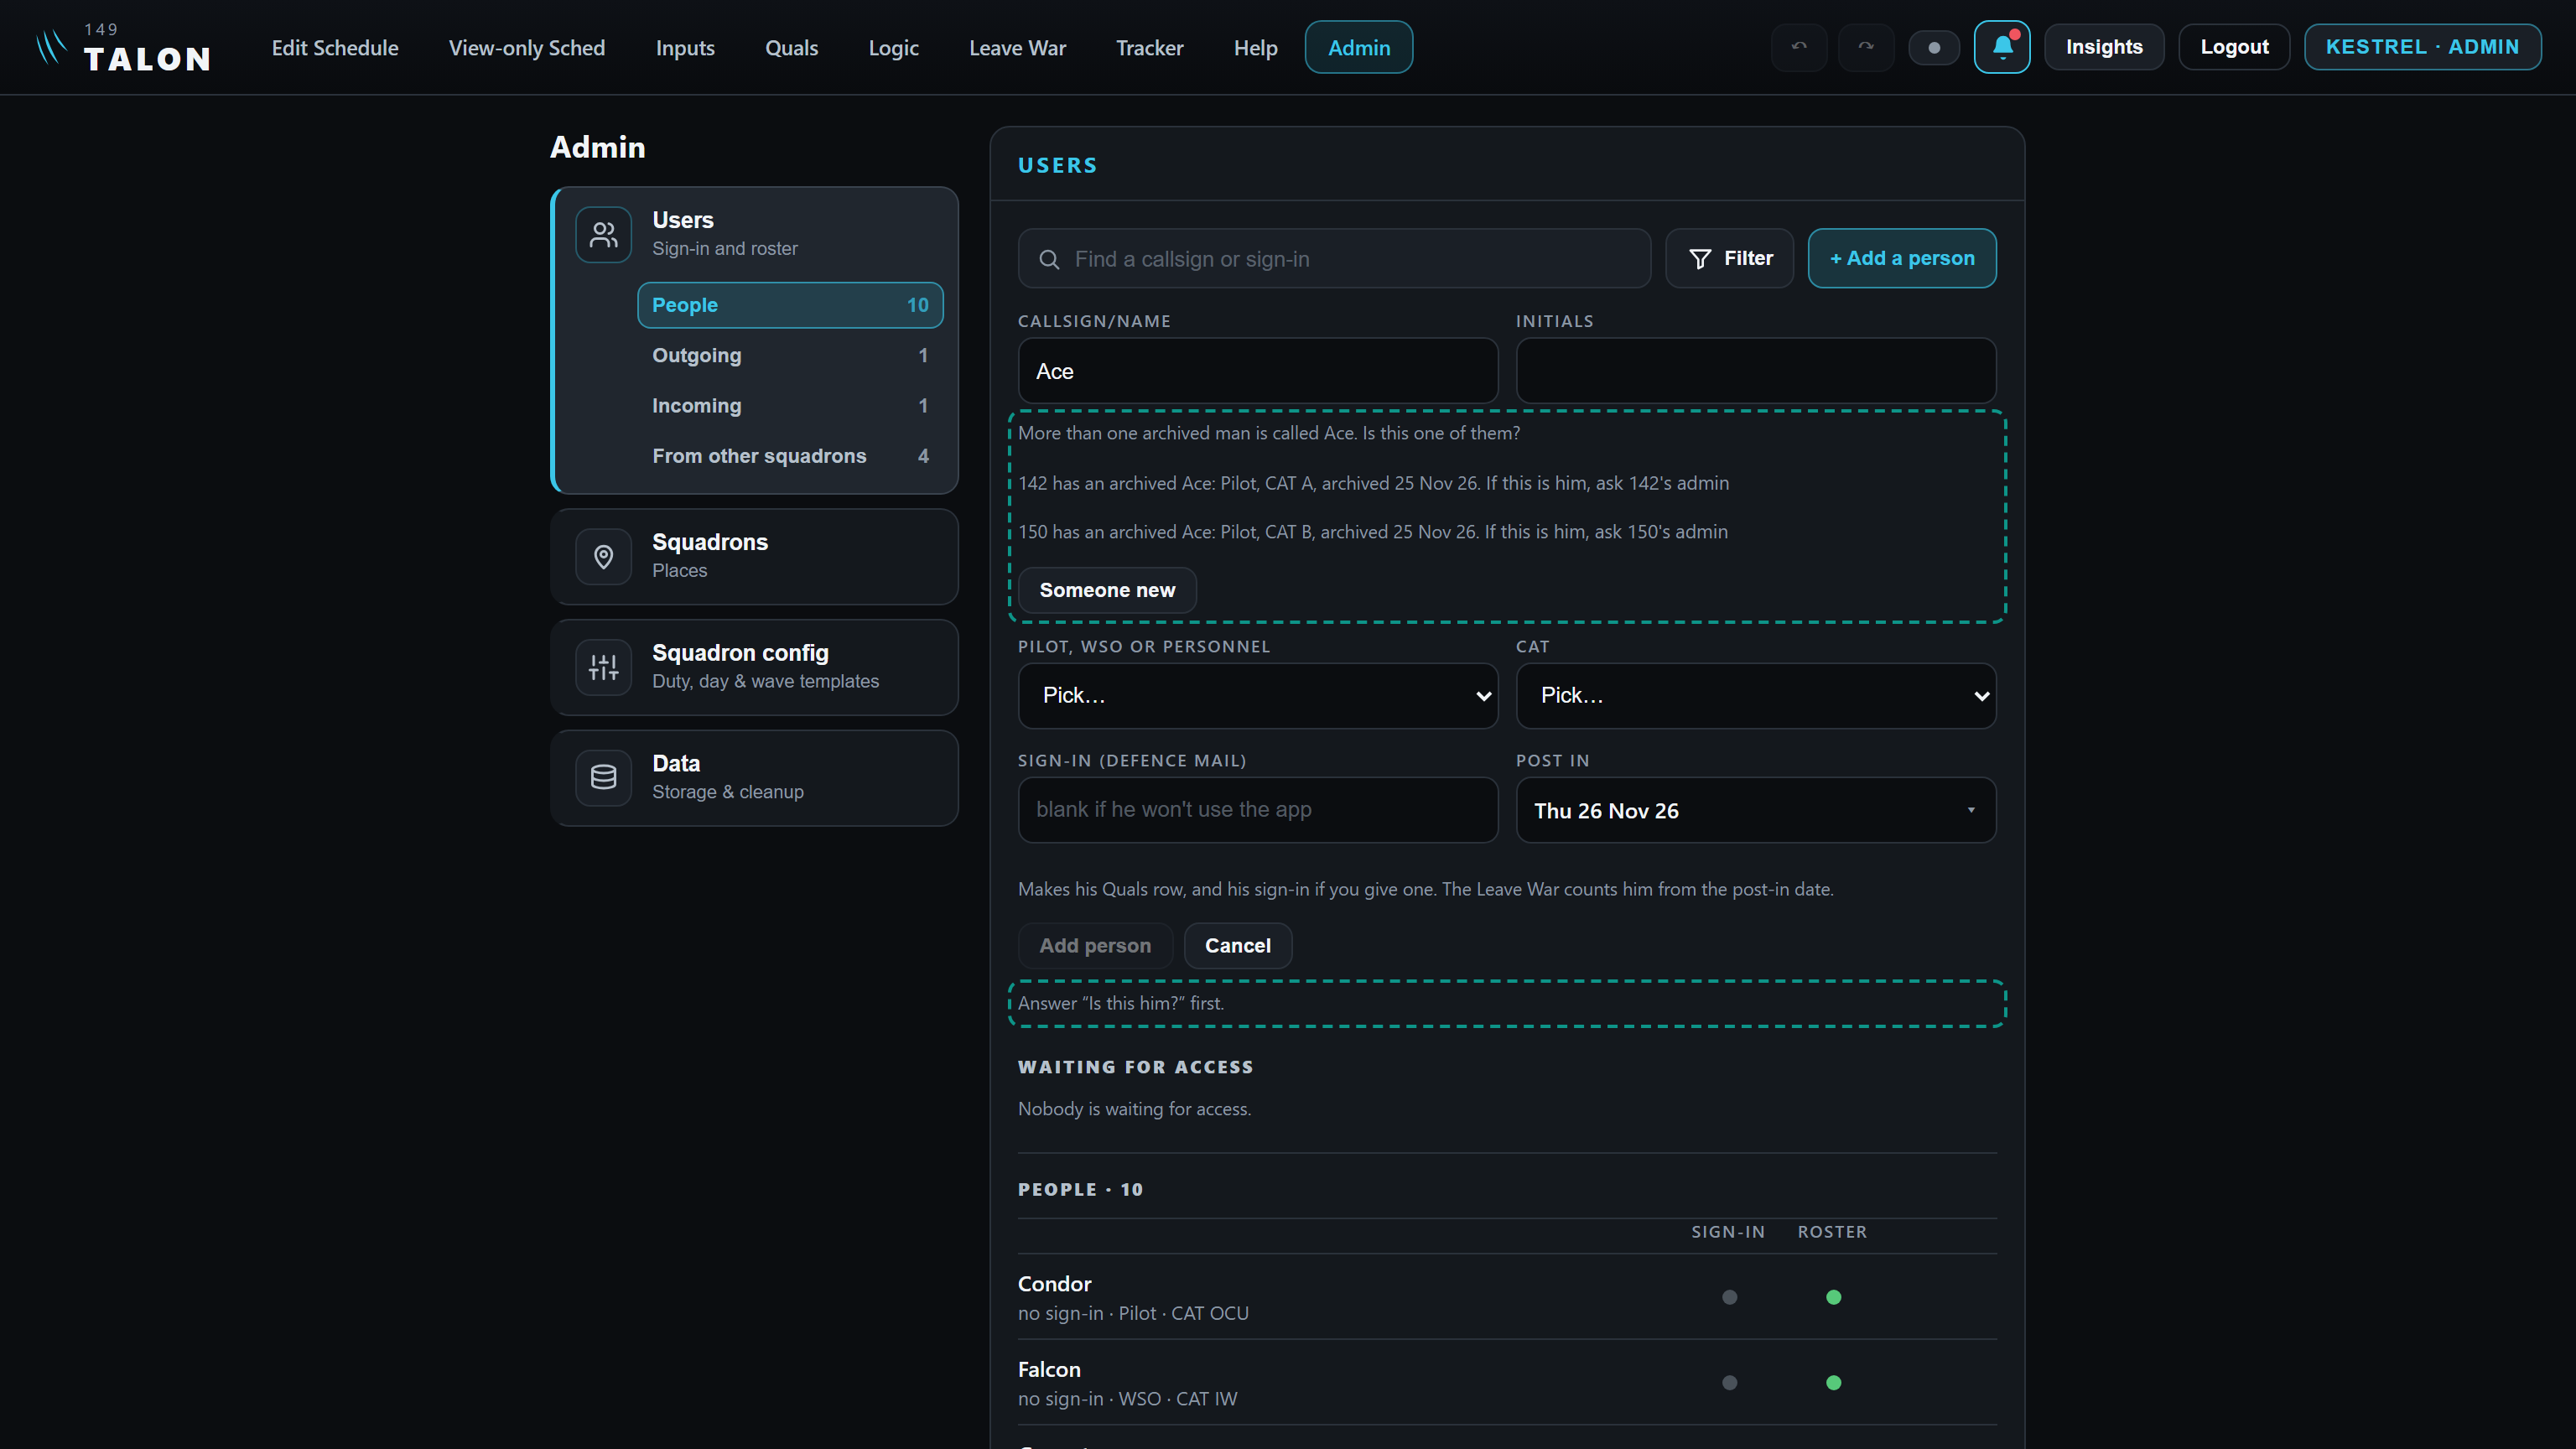 149
TALON
Edit Schedule
View-only Sched
Inputs
Quals
Logic
Leave War
Tracker
Help
Admin
Insights
Logout
KESTREL · ADMIN
Admin
Users
Sign-in and roster
People 10
Outgoing 1
Incoming 1
From other squadrons 4
Squadrons
Places
Squadron config
Duty, day & wave templates
Data
Storage & cleanup
USERS
Find a callsign or sign-in
Filter
+ Add a person
CALLSIGN/NAME
INITIALS
Ace
More than one archived man is called Ace. Is this one of them?
142 has an archived Ace: Pilot, CAT A, archived 25 Nov 26. If this is him, ask 142's admin
150 has an archived Ace: Pilot, CAT B, archived 25 Nov 26. If this is him, ask 150's admin
Someone new
PILOT, WSO OR PERSONNEL
CAT
Pick…
Pick…
SIGN-IN (DEFENCE MAIL)
POST IN
blank if he won't use the app
Thu 26 Nov 26
Makes his Quals row, and his sign-in if you give one. The Leave War counts him from the post-in date.
Add person
Cancel
Answer “Is this him?” first.
WAITING FOR ACCESS
Nobody is waiting for access.
PEOPLE · 10
SIGN-IN
ROSTER
Condor
no sign-in · Pilot · CAT OCU
Falcon
no sign-in · WSO · CAT IW